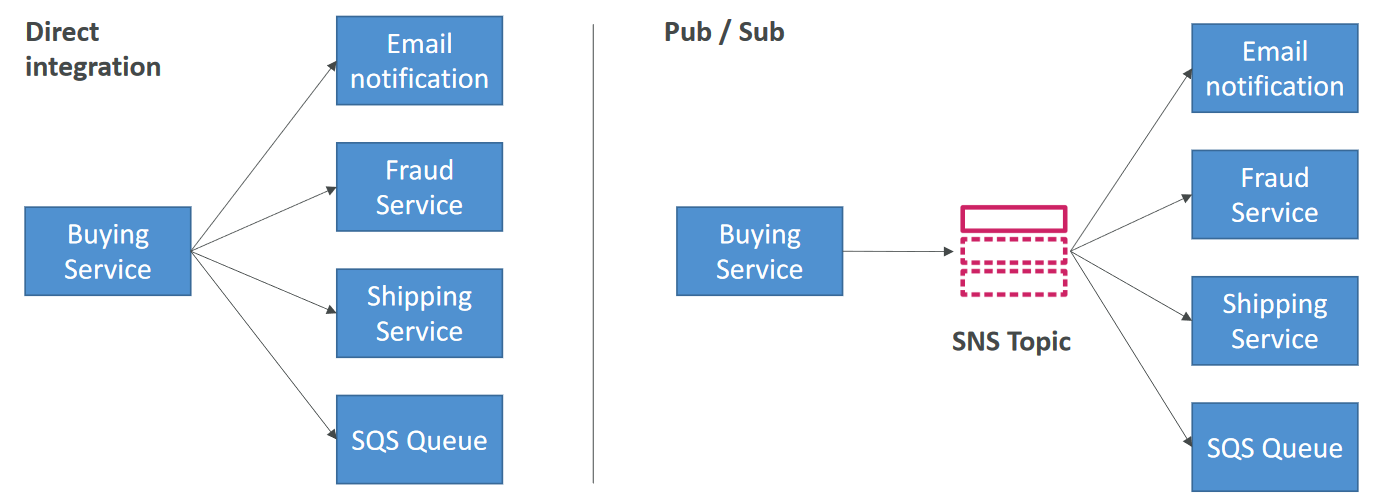 Direct
integration
Email
notification
Fraud
Service
Buying
Service
Shipping
Service
SQS Queue
Pub / Sub
Buying
Service
SNS Topic
Email
notification
Fraud
Service
Shipping
Service
SQS Queue